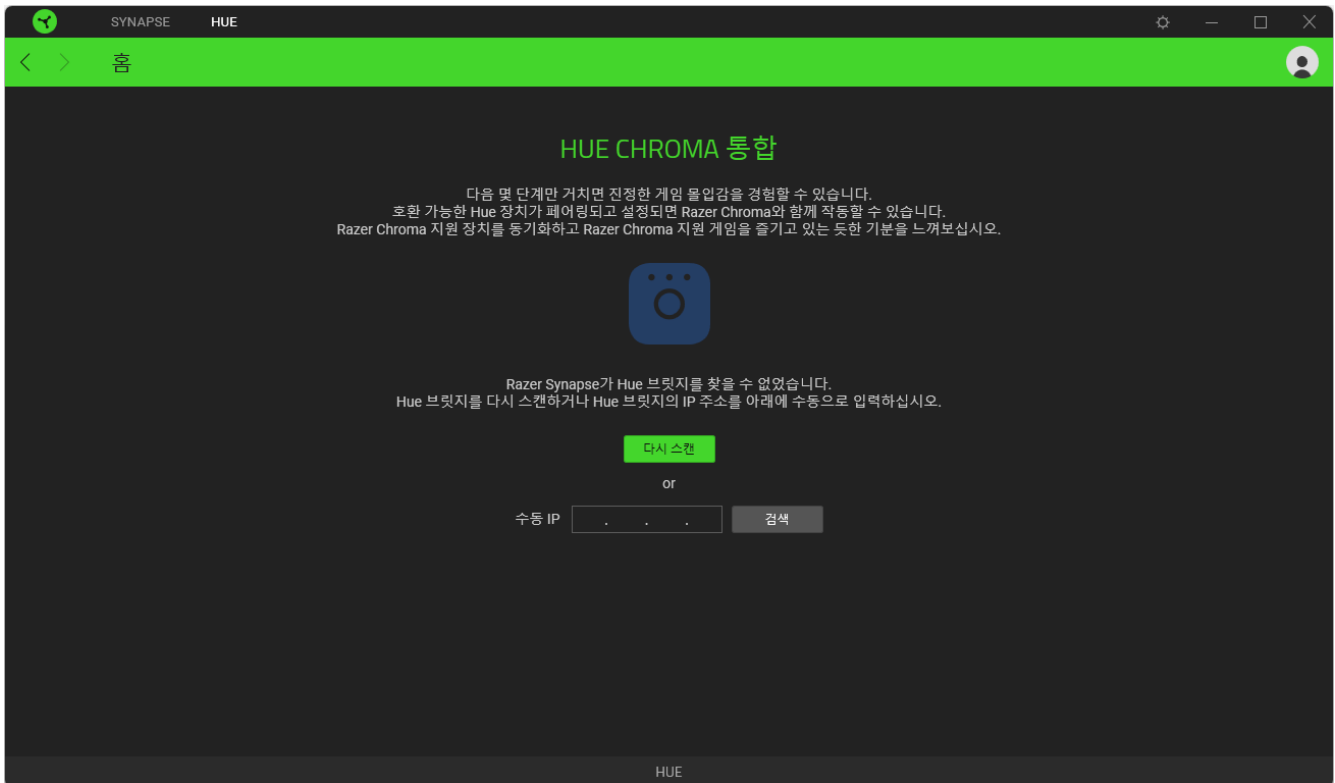 SYNAPSE HUE
홈
HUE CHROMA 통합
다음 몇 단계만 거치면 진정한 게임 몰입감을 경험할 수 있습니다.
호환 가능한 Hue 장치가 페어링되고 설정되면 Razer Chroma와 함께 작동할 수 있습니다.
Razer Chroma 지원 장치를 동기화하고 Razer Chroma 지원 게임을 즐기고 있는 듯한 기분을 느껴보십시오.
Razer Synapse가 Hue 브릿지를 찾을 수 없었습니다.
Hue 브릿지를 다시 스캔하거나 Hue 브릿지의 IP 주소를 아래에 수동으로 입력하십시오.
다시 스캔
or
수동 IP . . . 검색
HUE